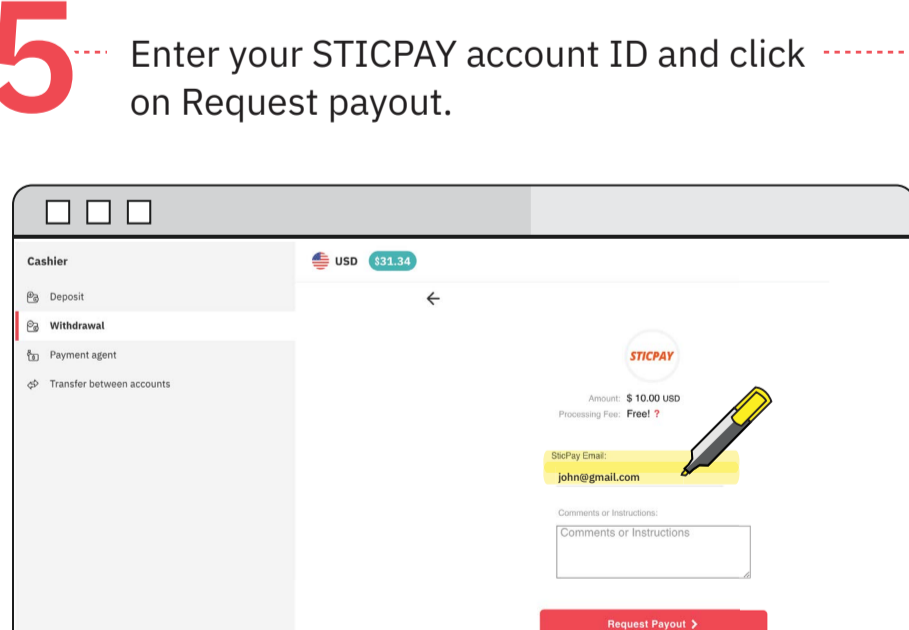 5
Enter your STICPAY account ID and click
on Request payout.
Cashier
USD $31.34
Deposit
Withdrawal
Payment agent
Transfer between accounts
STICPAY
Amount: $ 10.00 USD
Processing Fee: Free! ?
SticPay Email:
john@gmail.com
Comments or Instructions:
Comments or Instructions
Request Payout